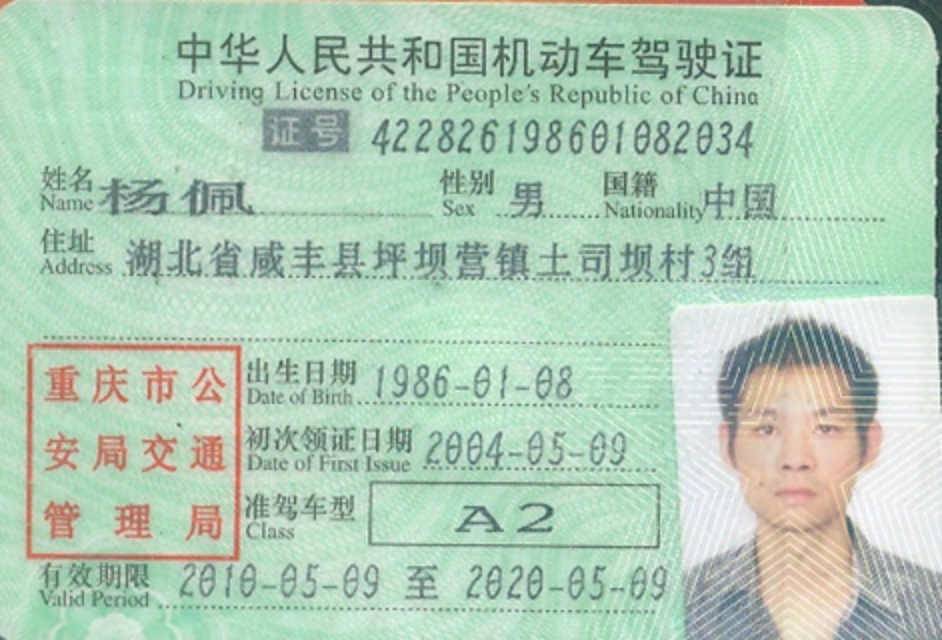 中华人民共和国机动车驾驶证
Driving License of the People's Republic of China
证号 422826198601082034
姓名 杨佩 性别 男 国籍 中国
Name Sex Nationality
住址 湖北省咸丰县坪坝营镇土司坝村3组
Address
重庆市公
安局交通
管理局
出生日期 1986-01-08
Date of Birth
初次领证日期 2004-05-09
Date of First Issue
准驾车型 A2
Class
有效期限 2010-05-09 至 2020-05-09
Valid Period